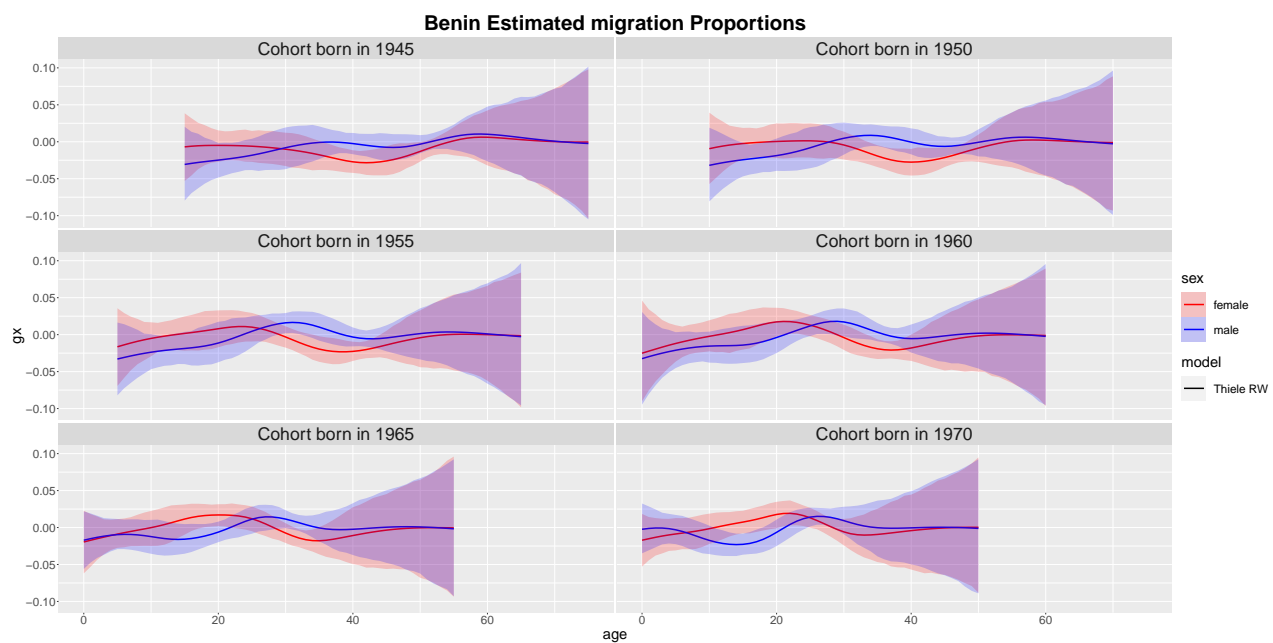 Benin Estimated migration Proportions
Cohort born in 1945
Cohort born in 1950
0.10
0.05
0.00
−0.05
−0.10
Cohort born in 1955
Cohort born in 1960
0.10
0.05
0.00
−0.05
−0.10
gx
Cohort born in 1965
Cohort born in 1970
0.10
0.05
0.00
−0.05
−0.10
0 20 40 60
0 20 40 60
age
sex
female
male
model
Thiele RW